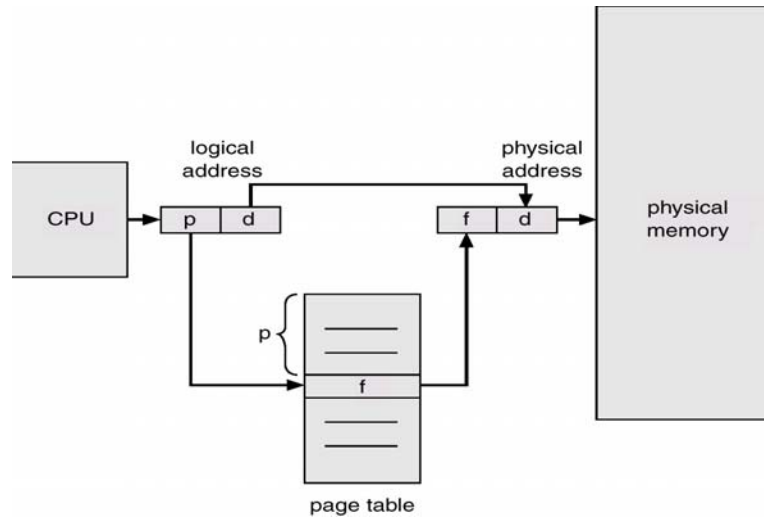 logical
address
physical
address
CPU
p
d
f
d
physical
memory
p
f
page table